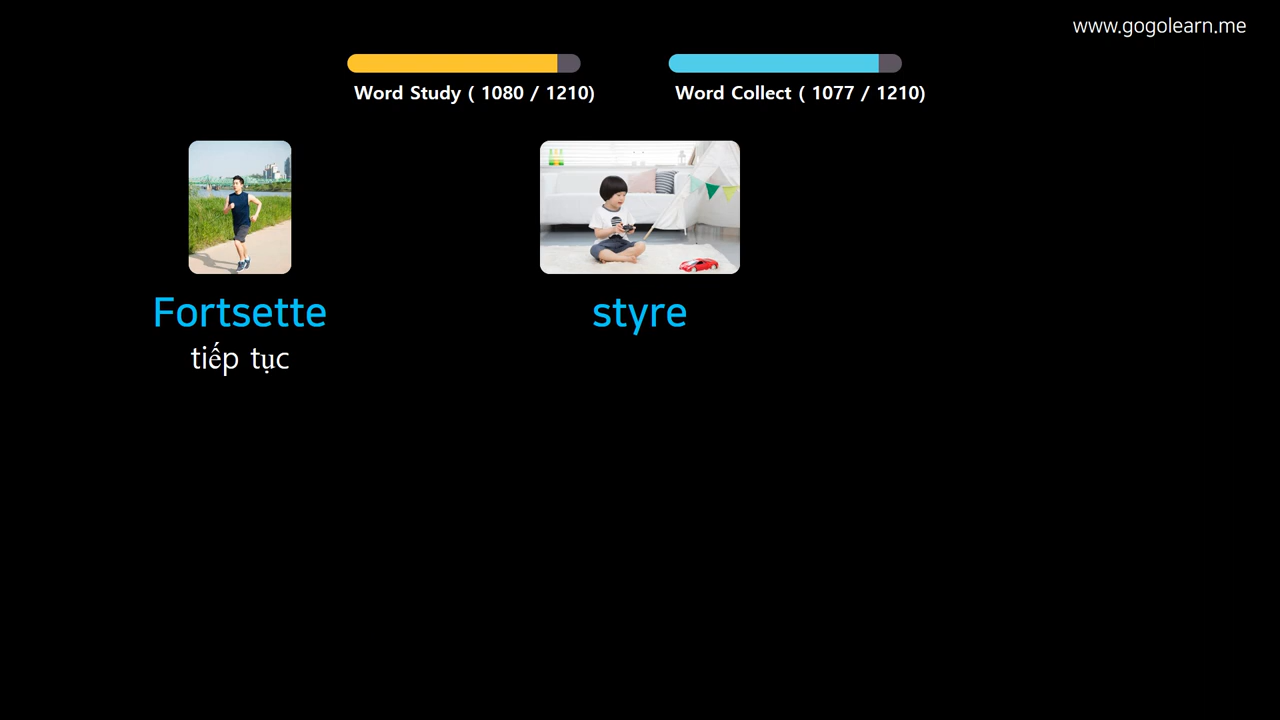 www.gogolearn.me
Word Study ( 1080 / 1210)
Word Collect ( 1077 / 1210)
Fortsette
tiếp tục
styre